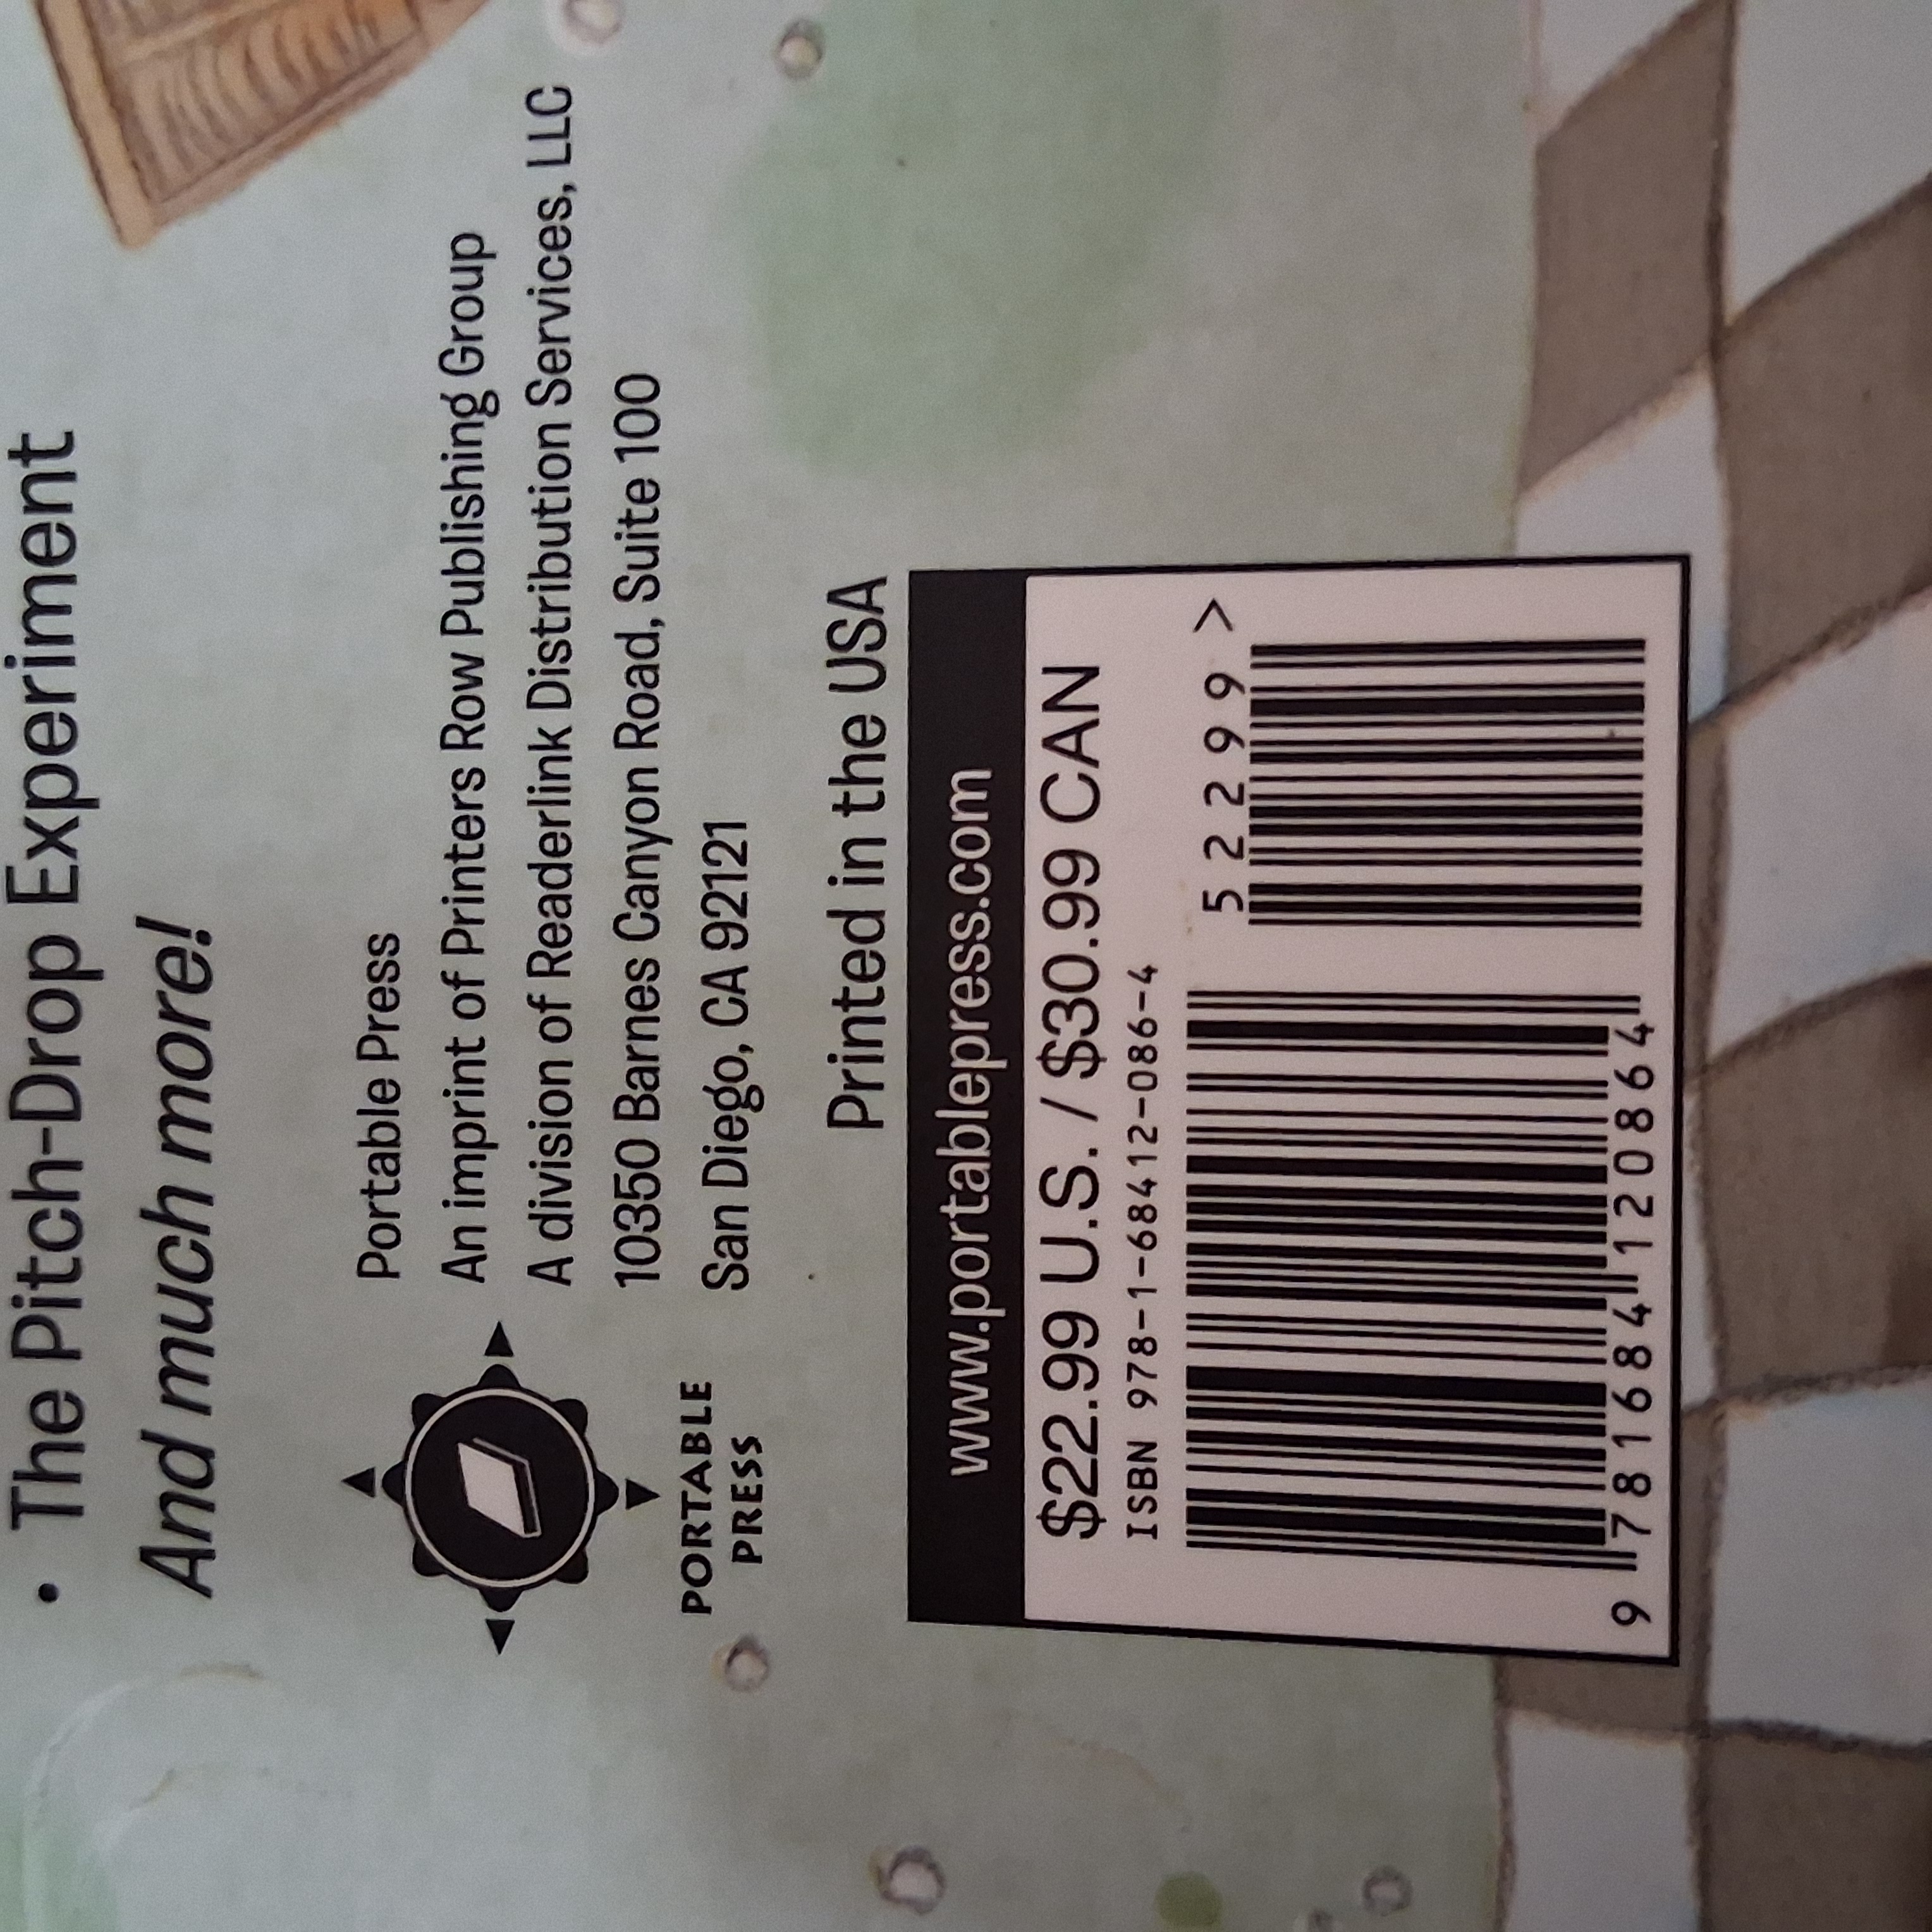 • The Pitch-Drop Experiment
And much more!
Portable Press
An imprint of Printers Row Publishing Group
A division of Readerlink Distribution Services, LLC
10350 Barnes Canyon Road, Suite 100
San Diego, CA 92121
PORTABLE
PRESS
Printed in the USA
www.portablepress.com
$22.99 U.S. / $30.99 CAN
ISBN 978-1-68412-086-4
5 2 2 9 9 >
9 781684 120864